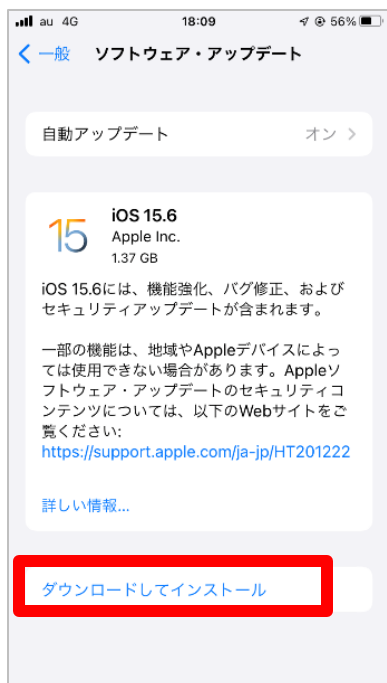 au 4G 18:09 56%
一般 ソフトウェア・アップデート
自動アップデート オン
15
iOS 15.6
Apple Inc.
1.37 GB
iOS 15.6には、機能強化、バグ修正、および
セキュリティアップデートが含まれます。
一部の機能は、地域やAppleデバイスによっ
ては使用できない場合があります。Appleソ
フトウェア・アップデートのセキュリティコ
ンテンツについては、以下のWebサイトをご
覧ください:
https://support.apple.com/ja-jp/HT201222
詳しい情報...
ダウンロードしてインストール